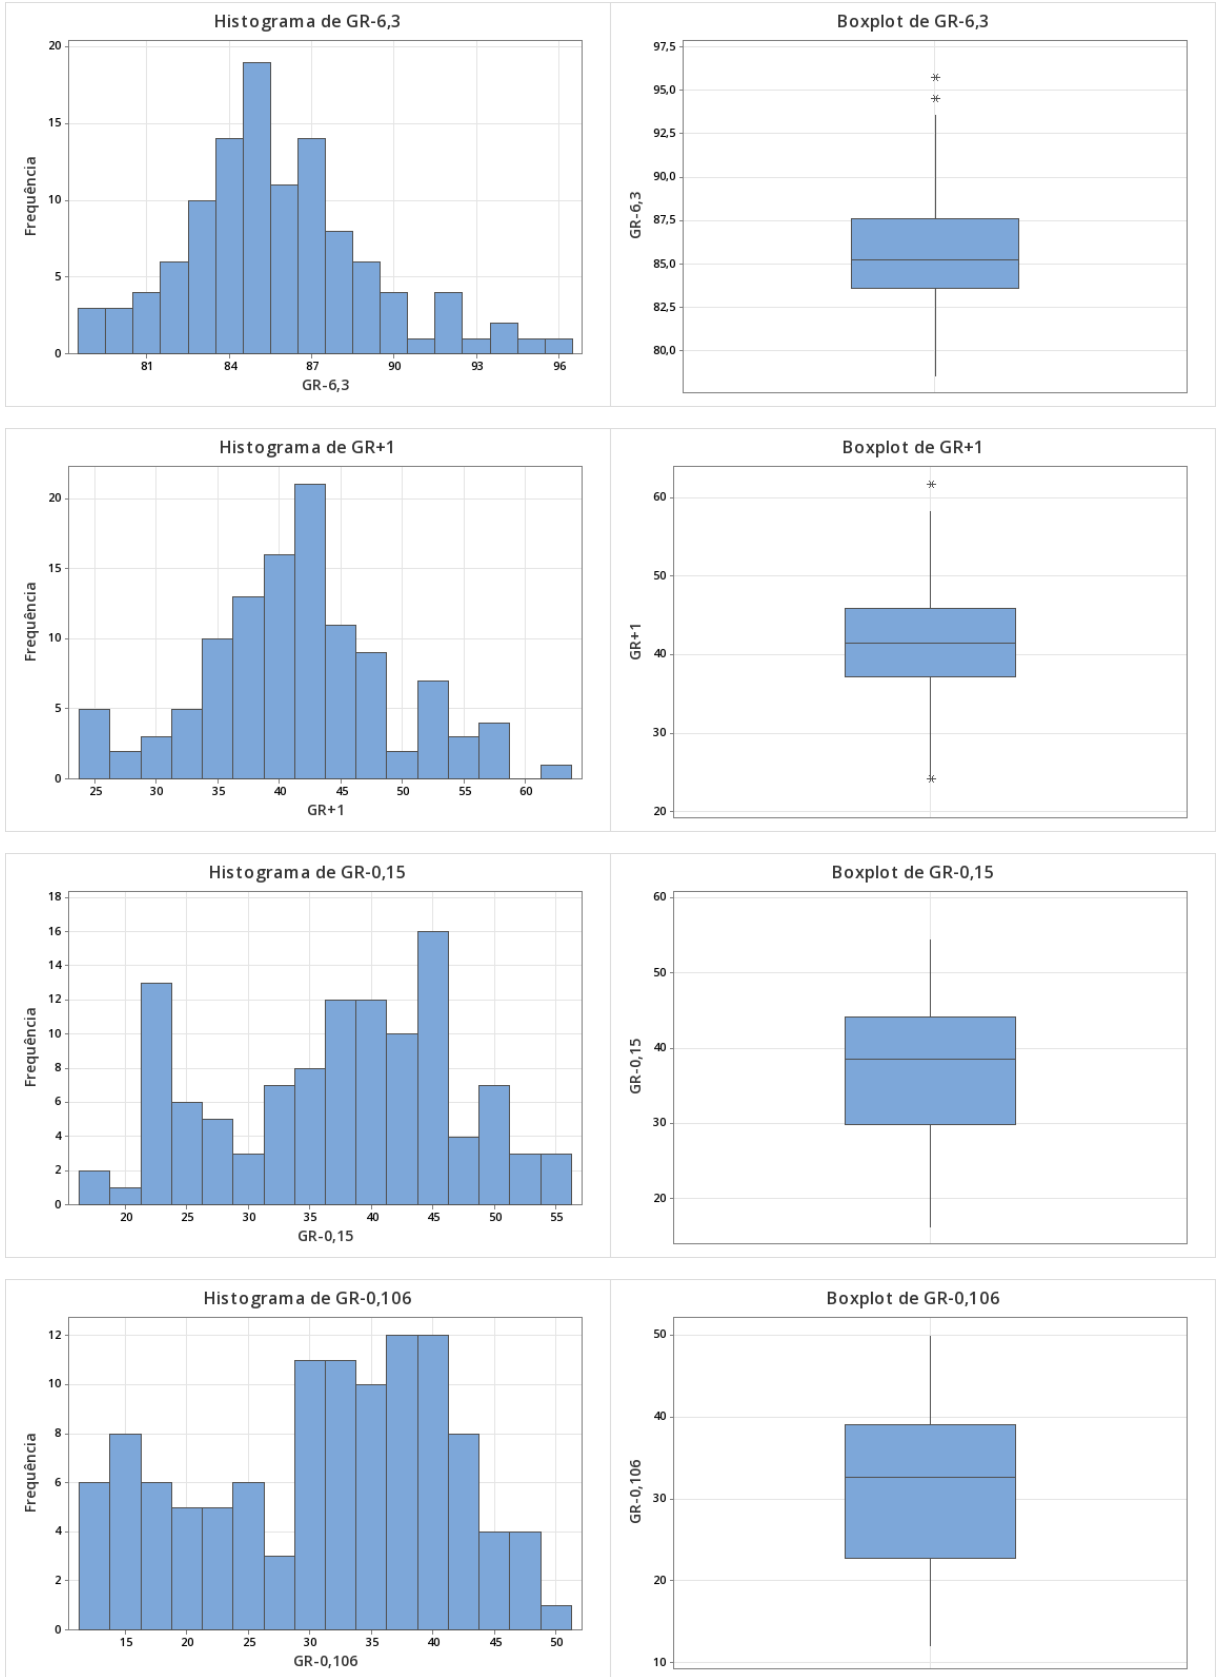 Histograma de GR-6,3
20
15
10
5
0
Frequência
81 84 87 90 93 96
GR-6,3
Boxplot de GR-6,3
97,5
95,0
92,5
90,0
87,5
85,0
82,5
80,0
GR-6,3
Histograma de GR+1
20
15
10
5
0
Frequência
25 30 35 40 45 50 55 60
GR+1
Boxplot de GR+1
60
50
40
30
20
GR+1
Histograma de GR-0,15
18
16
14
12
10
8
6
4
2
0
Frequência
20 25 30 35 40 45 50 55
GR-0,15
Boxplot de GR-0,15
60
50
40
30
20
GR-0,15
Histograma de GR-0,106
12
10
8
6
4
2
0
Frequência
15 20 25 30 35 40 45 50
GR-0,106
Boxplot de GR-0,106
50
40
30
20
10
GR-0,106